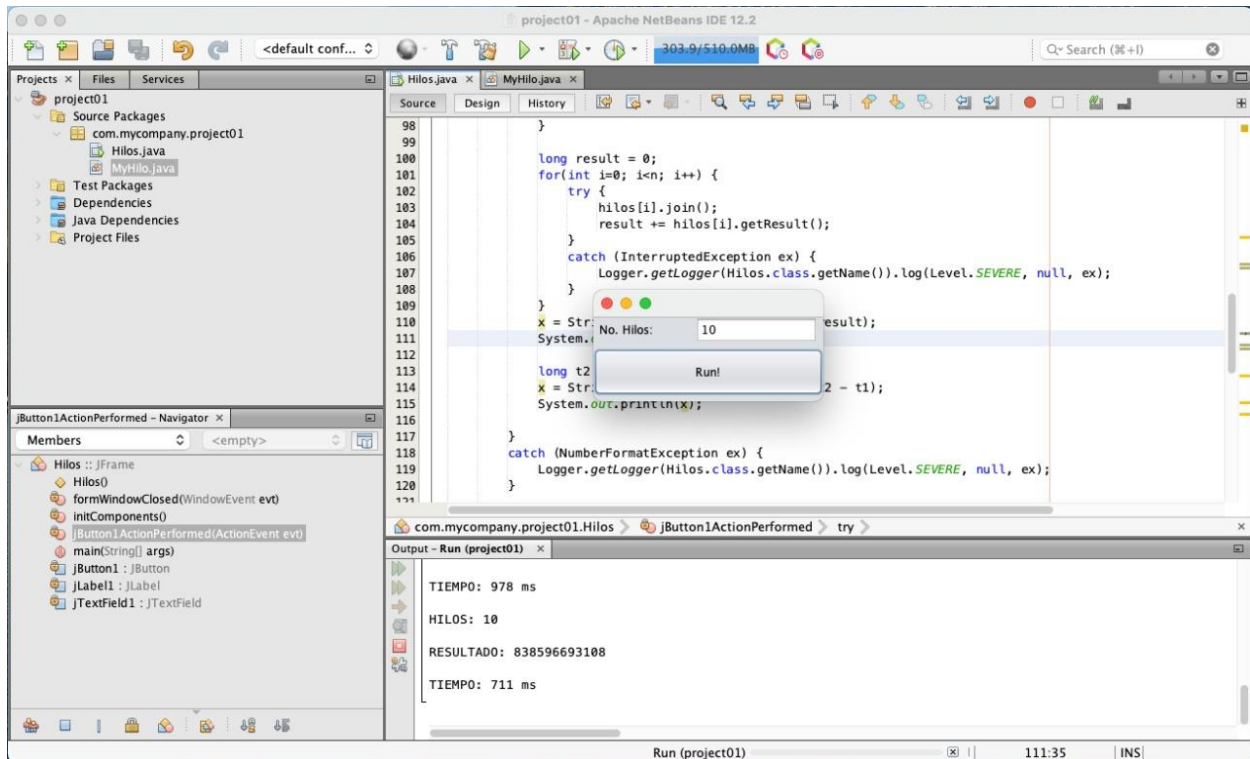 project01 - Apache NetBeans IDE 12.2
<default conf...
303.9/510.0MB
Search (⌘+I)
Projects Files Services
project01
Source Packages
com.mycompany.project01
Hilos.java
MyHilo.java
Test Packages
Dependencies
Java Dependencies
Project Files
Hilos.java MyHilo.java
Source Design History
98 }
99
100 long result = 0;
101 for(int i=0; i<n; i++) {
102 try {
103 hilos[i].join();
104 result += hilos[i].getResult();
105 }
106 catch (InterruptedException ex) {
107 Logger.getLogger(Hilos.class.getName()).log(Level.SEVERE, null, ex);
108 }
109 }
110 x = Str esult);
111 System.
112
113 long t2
114 x = Str 2 - t1);
115 System.out.println(x);
116
117 }
118 catch (NumberFormatException ex) {
119 Logger.getLogger(Hilos.class.getName()).log(Level.SEVERE, null, ex);
120 }
121
No. Hilos: 10
Run!
com.mycompany.project01.Hilos jButton1ActionPerformed try
jButton1ActionPerformed - Navigator
Members <empty>
Hilos :: JFrame
Hilos()
formWindowClosed(WindowEvent evt)
initComponents()
jButton1ActionPerformed(ActionEvent evt)
main(String[] args)
jButton1 : JButton
jLabel1 : JLabel
jTextField1 : JTextField
Output - Run (project01)
TIEMPO: 978 ms
HILOS: 10
RESULTADO: 838596693108
TIEMPO: 711 ms
Run (project01) 111:35 INS